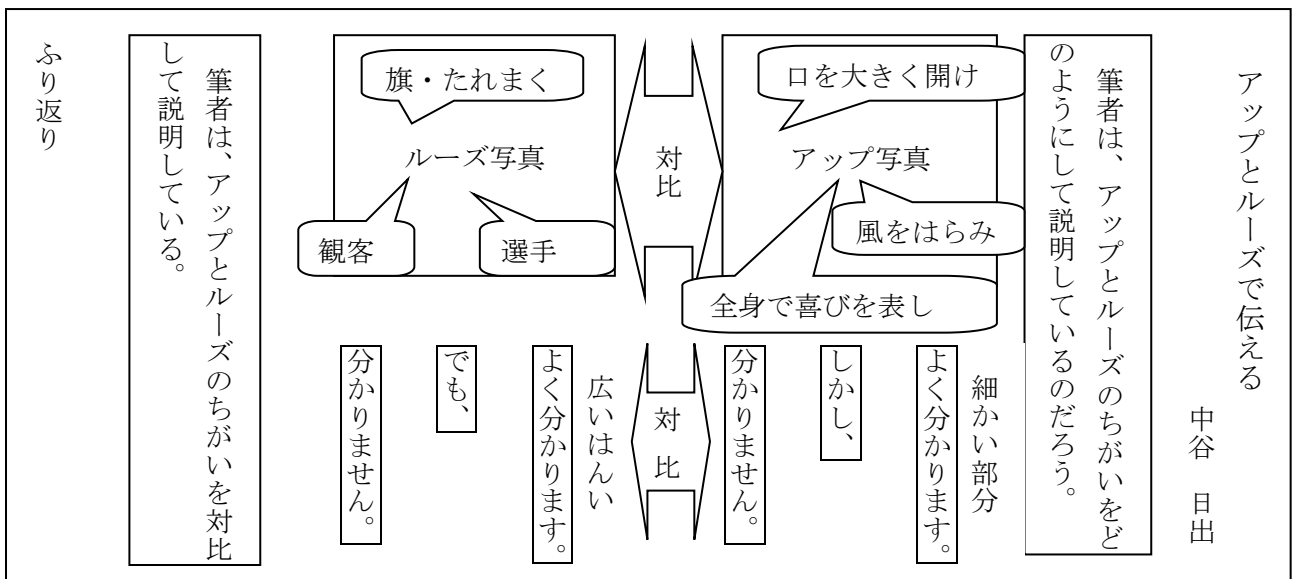 アップとルーズで伝える
中谷　日出
筆者は、アップとルーズのちがいをど
のようにして説明しているのだろう。
口を大きく開け
アップ写真
風をはらみ
全身で喜びを表し
細かい部分
よく分かります。
しかし、
分かりません。
対比
対比
旗・たれまく
ルーズ写真
選手
観客
広いはんい
よく分かります。
でも、
分かりません。
筆者は、アップとルーズのちがいを対比
して説明している。
ふり返り